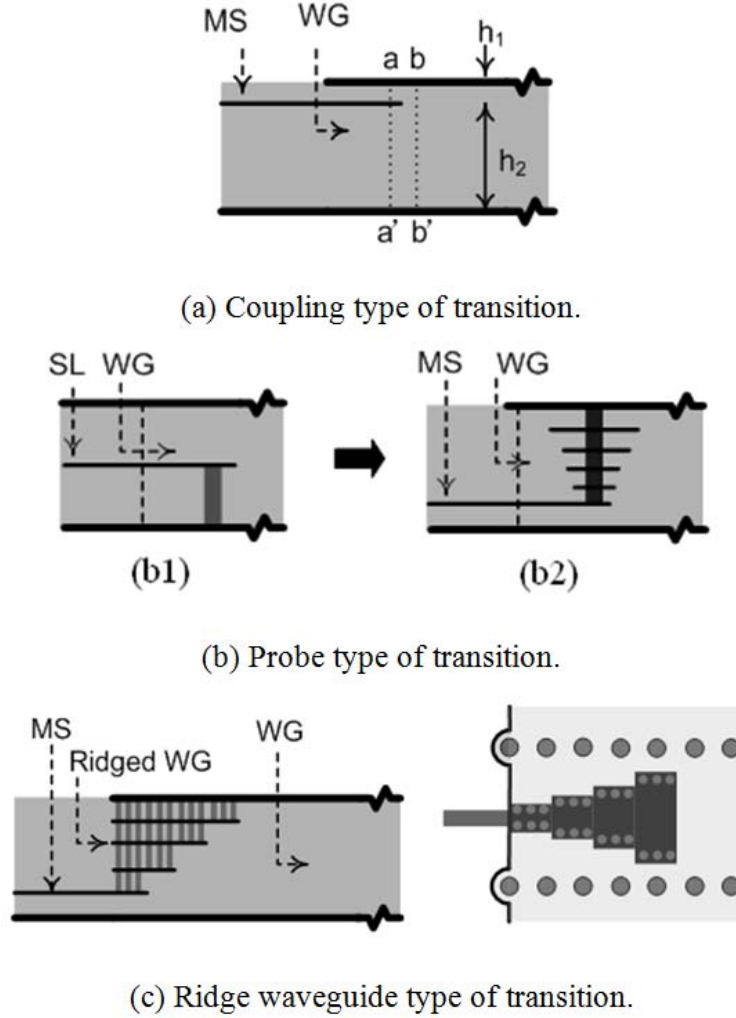 MS WG
a b h₁
h₂
a' b'
(a) Coupling type of transition.
SL WG
MS WG
(b1) (b2)
(b) Probe type of transition.
MS
WG
Ridged WG
(c) Ridge waveguide type of transition.